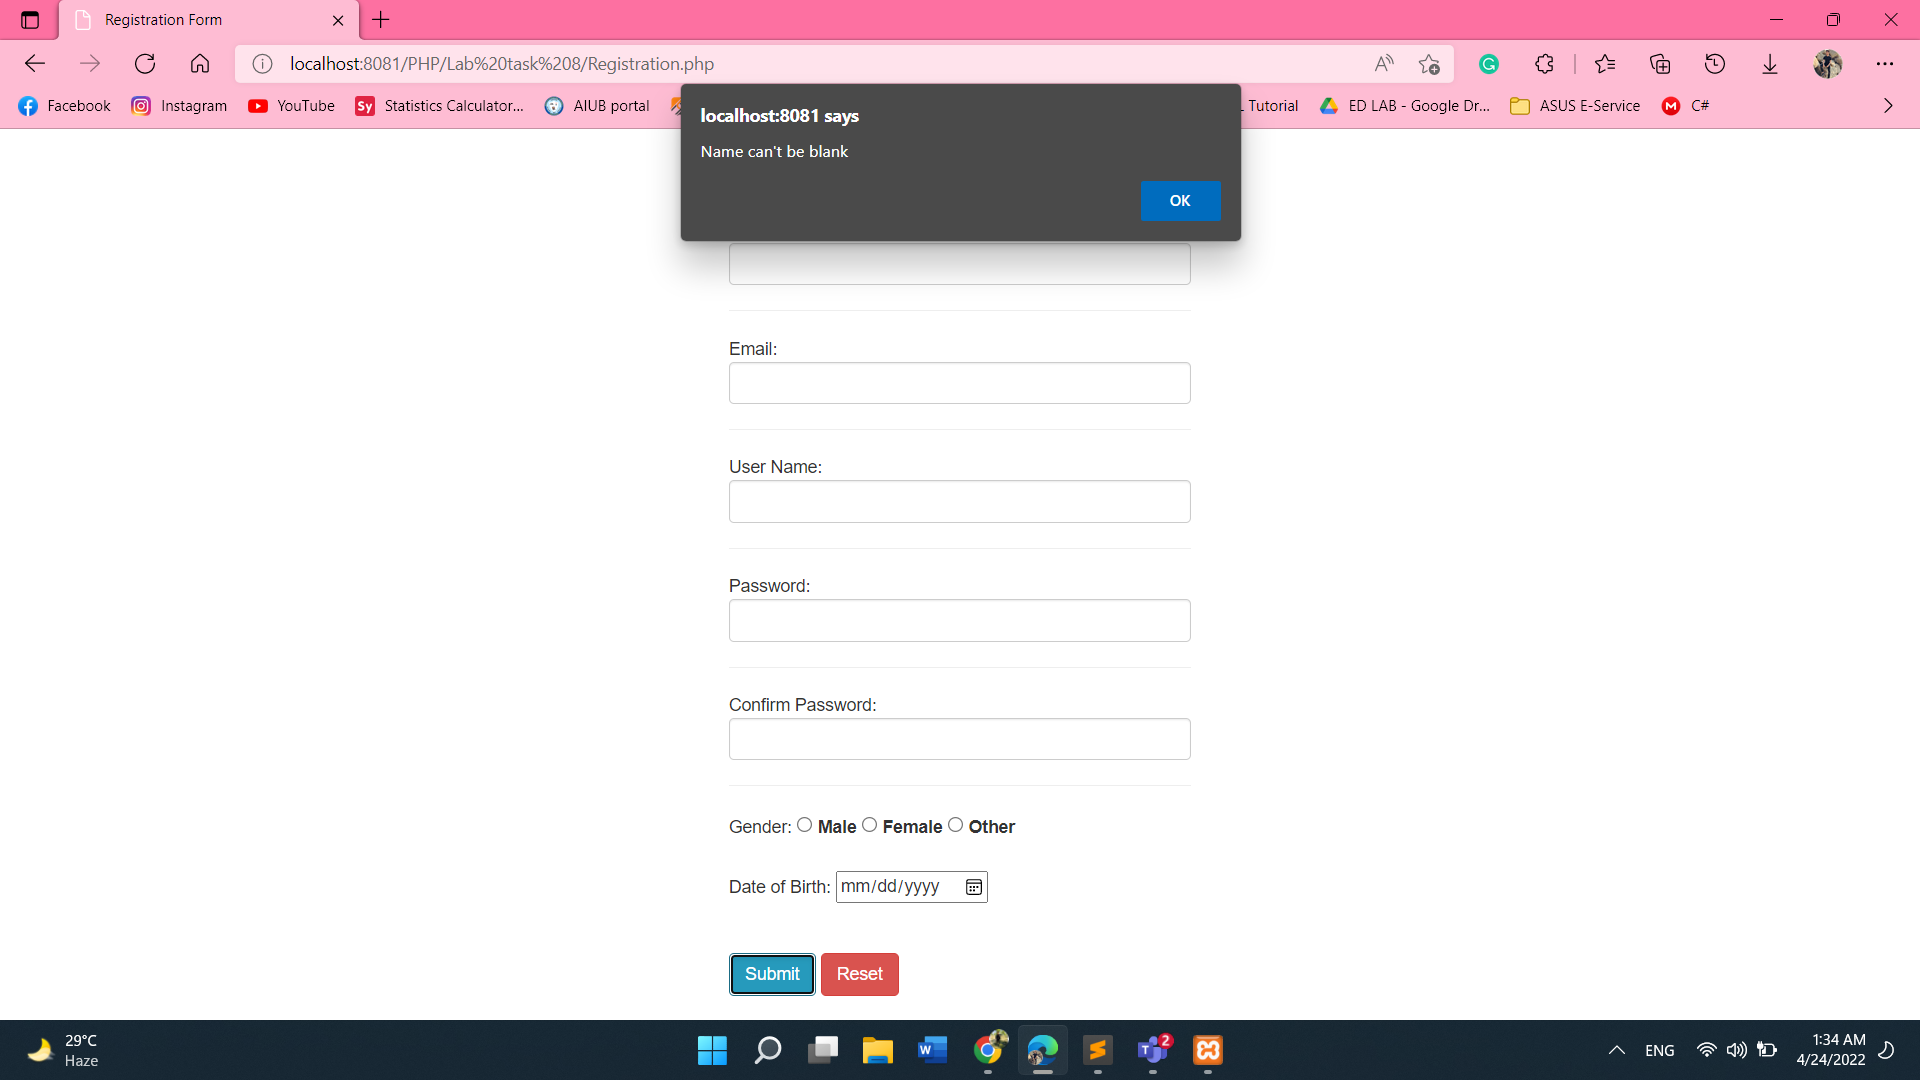 Registration Form
localhost:8081/PHP/Lab%20task%208/Registration.php
Facebook Instagram YouTube Statistics Calculator... AIUB portal Tutorial ED LAB - Google Dr... ASUS E-Service C#
localhost:8081 says
Name can't be blank
OK
Email:
User Name:
Password:
Confirm Password:
Gender: Male Female Other
Date of Birth: mm/dd/yyyy
Submit Reset
29°C
Haze
2
ENG
1:34 AM
4/24/2022